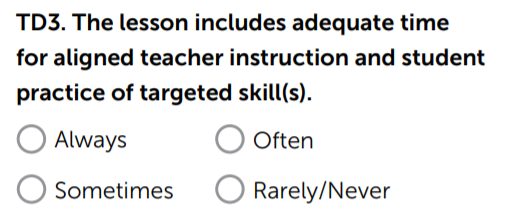 TD3. The lesson includes adequate time
for aligned teacher instruction and student
practice of targeted skill(s).
Always Often
Sometimes Rarely/Never